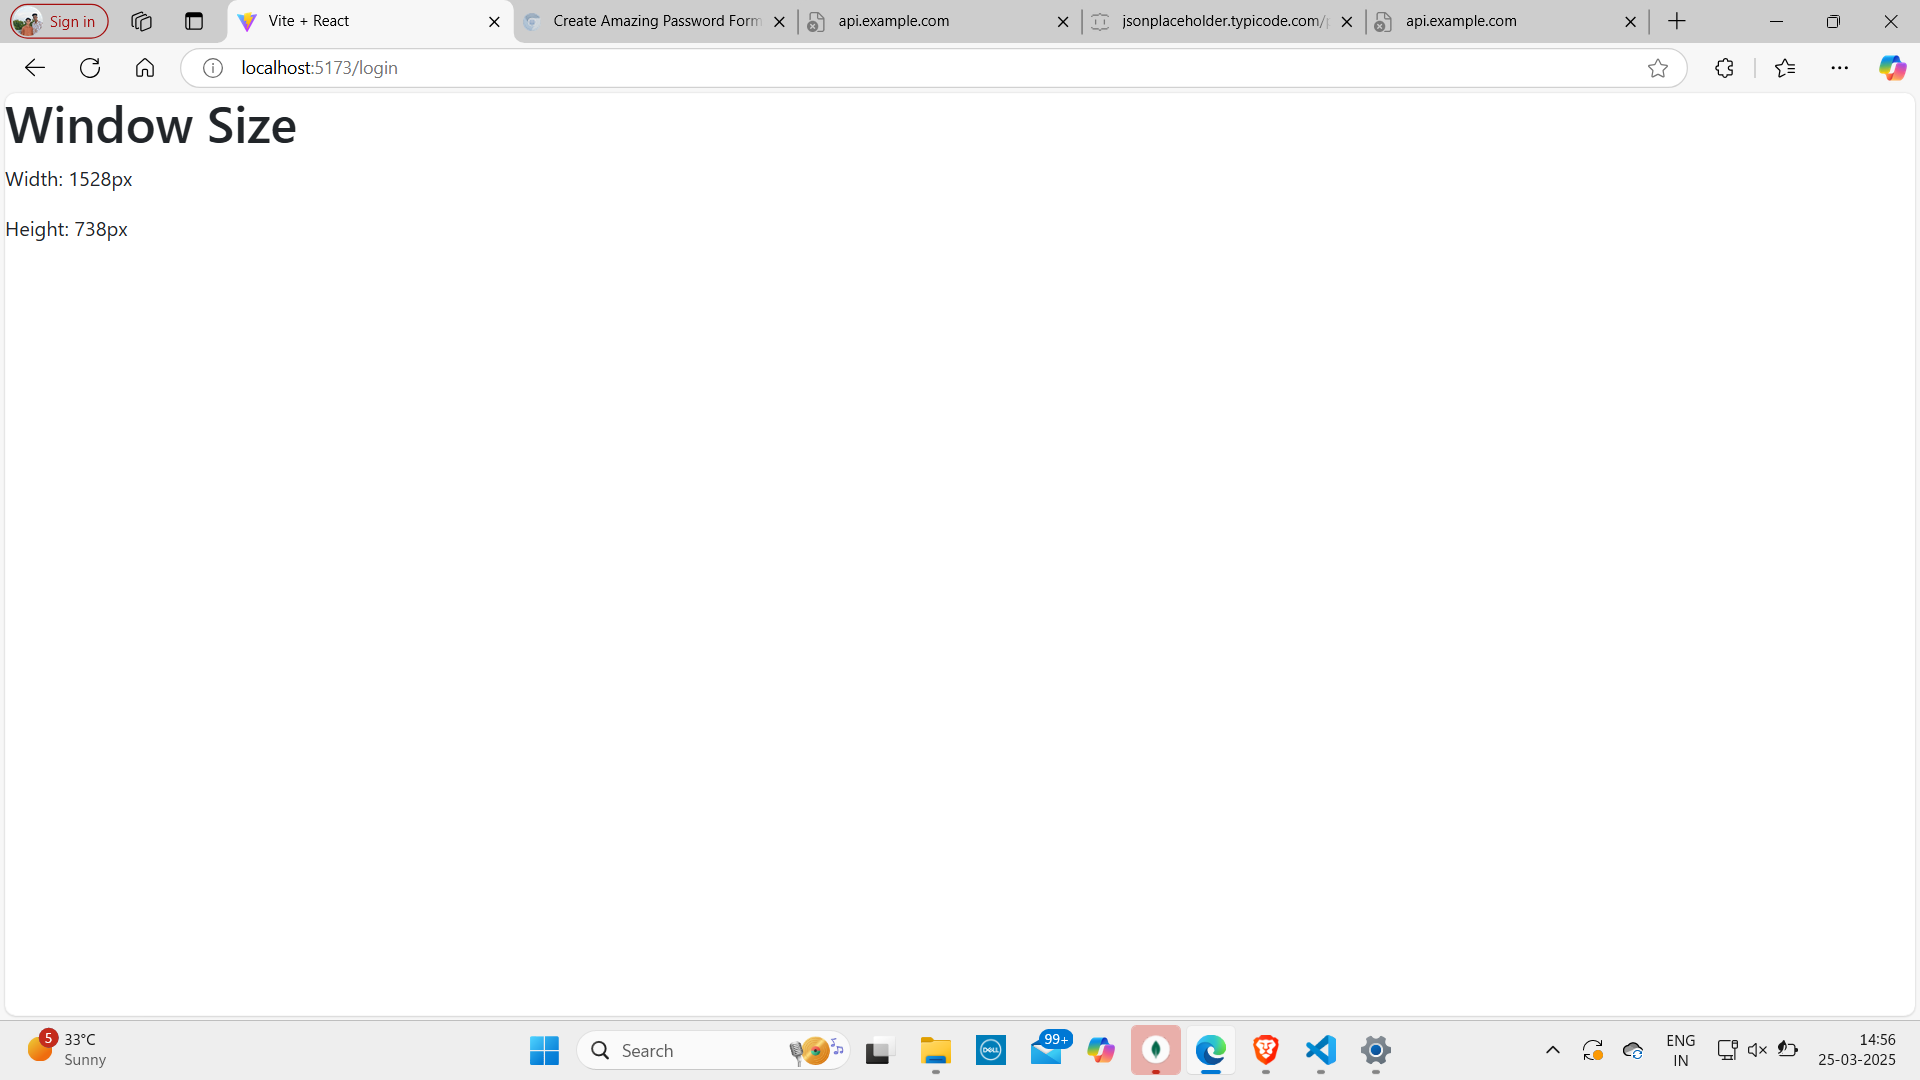 Sign in
Vite + React
Create Amazing Password Form
api.example.com
jsonplaceholder.typicode.com/p
api.example.com
localhost:5173/login
Window Size
Width: 1528px
Height: 738px
5
33°C
Sunny
Search
DELL
99+
ENG
IN
14:56
25-03-2025